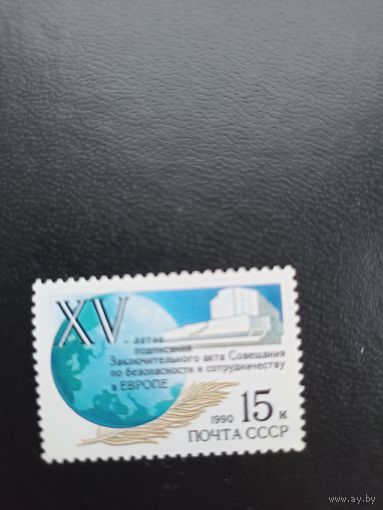 XV
-летие
подписания
Заключительного акта Совещания
по безопасности и сотрудничеству
в ЕВРОПЕ
1990 15 к
ПОЧТА СССР
www.ay.by